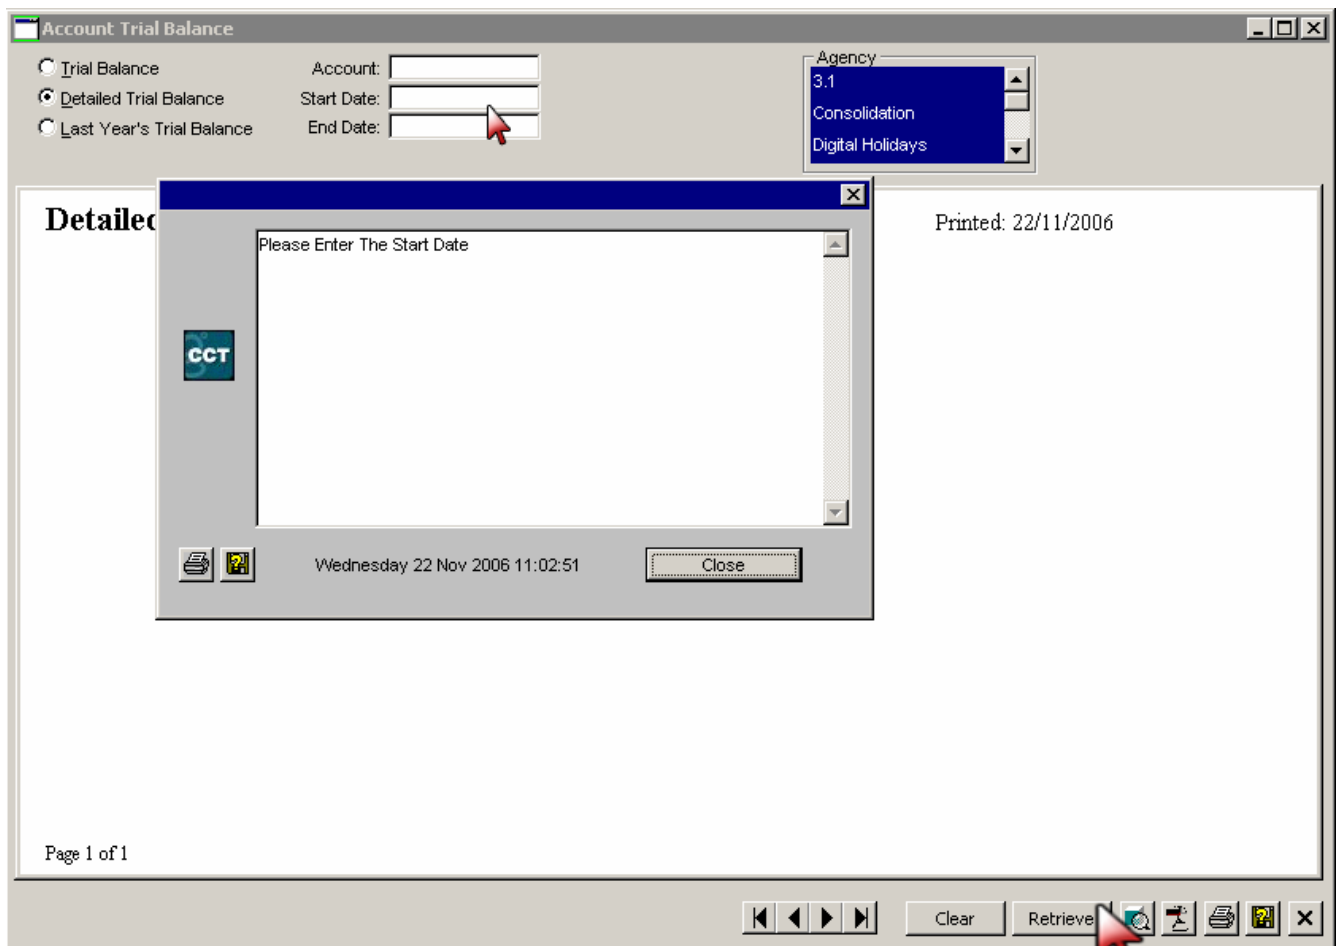 Account Trial Balance
Trial Balance
Account:
Agency
3.1
Detailed Trial Balance
Start Date:
Consolidation
Last Year's Trial Balance
End Date:
Digital Holidays
Detailed
Printed: 22/11/2006
Please Enter The Start Date
CCT
Wednesday 22 Nov 2006 11:02:51
Close
Page 1 of 1
Clear
Retrieve